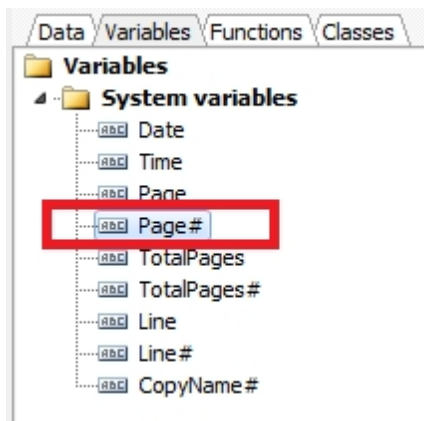 Data Variables Functions Classes
Variables
System variables
Date
Time
Page
Page#
TotalPages
TotalPages#
Line
Line#
CopyName#